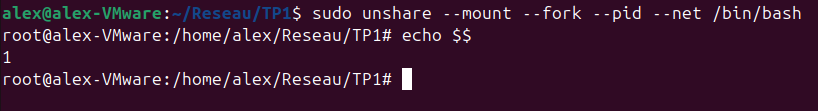 alex@alex-VMware:~/Reseau/TP1$ sudo unshare --mount --fork --pid --net /bin/bash
root@alex-VMware:/home/alex/Reseau/TP1# echo $$
1
root@alex-VMware:/home/alex/Reseau/TP1#